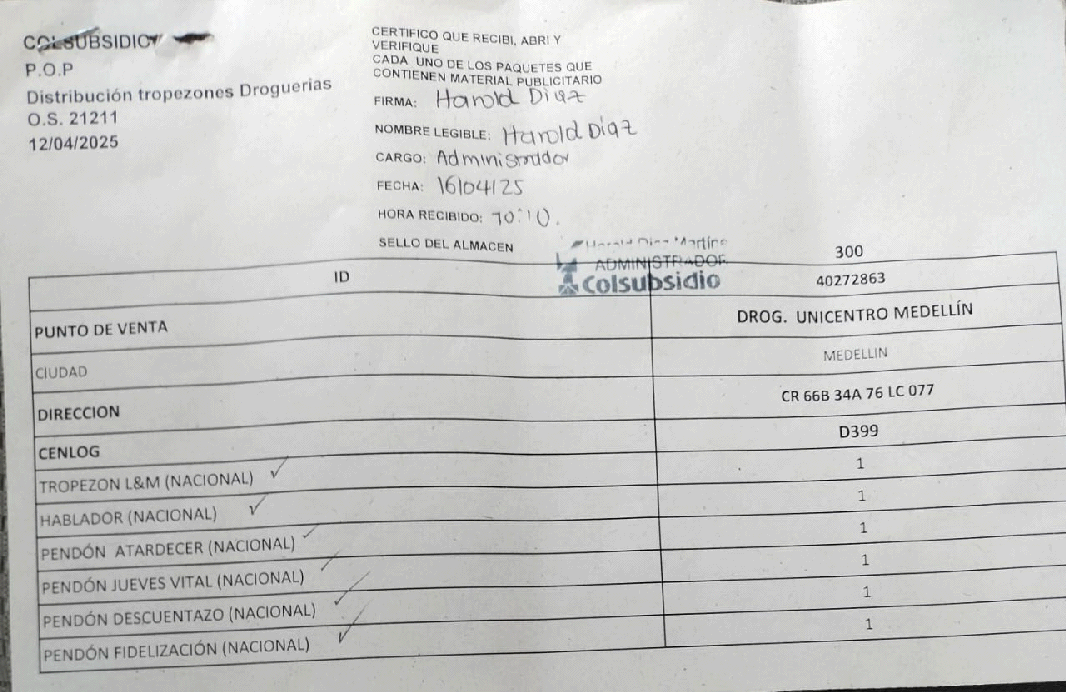 COLSUBSIDIO
P.O.P
Distribución tropezones Droguerias
O.S. 21211
12/04/2025
CERTIFICO QUE RECIBI, ABRI Y
VERIFIQUE
CADA UNO DE LOS PAQUETES QUE
CONTIENEN MATERIAL PUBLICITARIO
FIRMA: Harold Diaz
NOMBRE LEGIBLE: Harold Díaz
CARGO: Administrador
FECHA: 16/04/25
HORA RECIBIDO: 10:10.
SELLO DEL ALMACEN
Harold Diaz Martine
ADMINISTRADOR
Colsubsidio
300
ID 40272863
PUNTO DE VENTA DROG. UNICENTRO MEDELLÍN
CIUDAD MEDELLIN
DIRECCION CR 66B 34A 76 LC 077
CENLOG D399
TROPEZON L&M (NACIONAL) 1
HABLADOR (NACIONAL) 1
PENDÓN ATARDECER (NACIONAL) 1
PENDÓN JUEVES VITAL (NACIONAL) 1
PENDÓN DESCUENTAZO (NACIONAL) 1
PENDÓN FIDELIZACIÓN (NACIONAL) 1